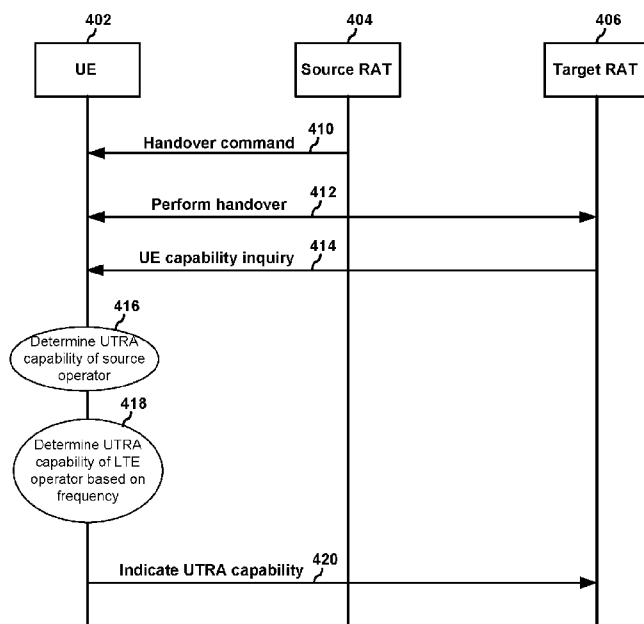 402
404
406
UE
Source RAT
Target RAT
410
Handover command
412
Perform handover
414
UE capability inquiry
416
Determine UTRA
capability of source
operator
418
Determine UTRA
capability of LTE
operator based on
frequency
420
Indicate UTRA capability